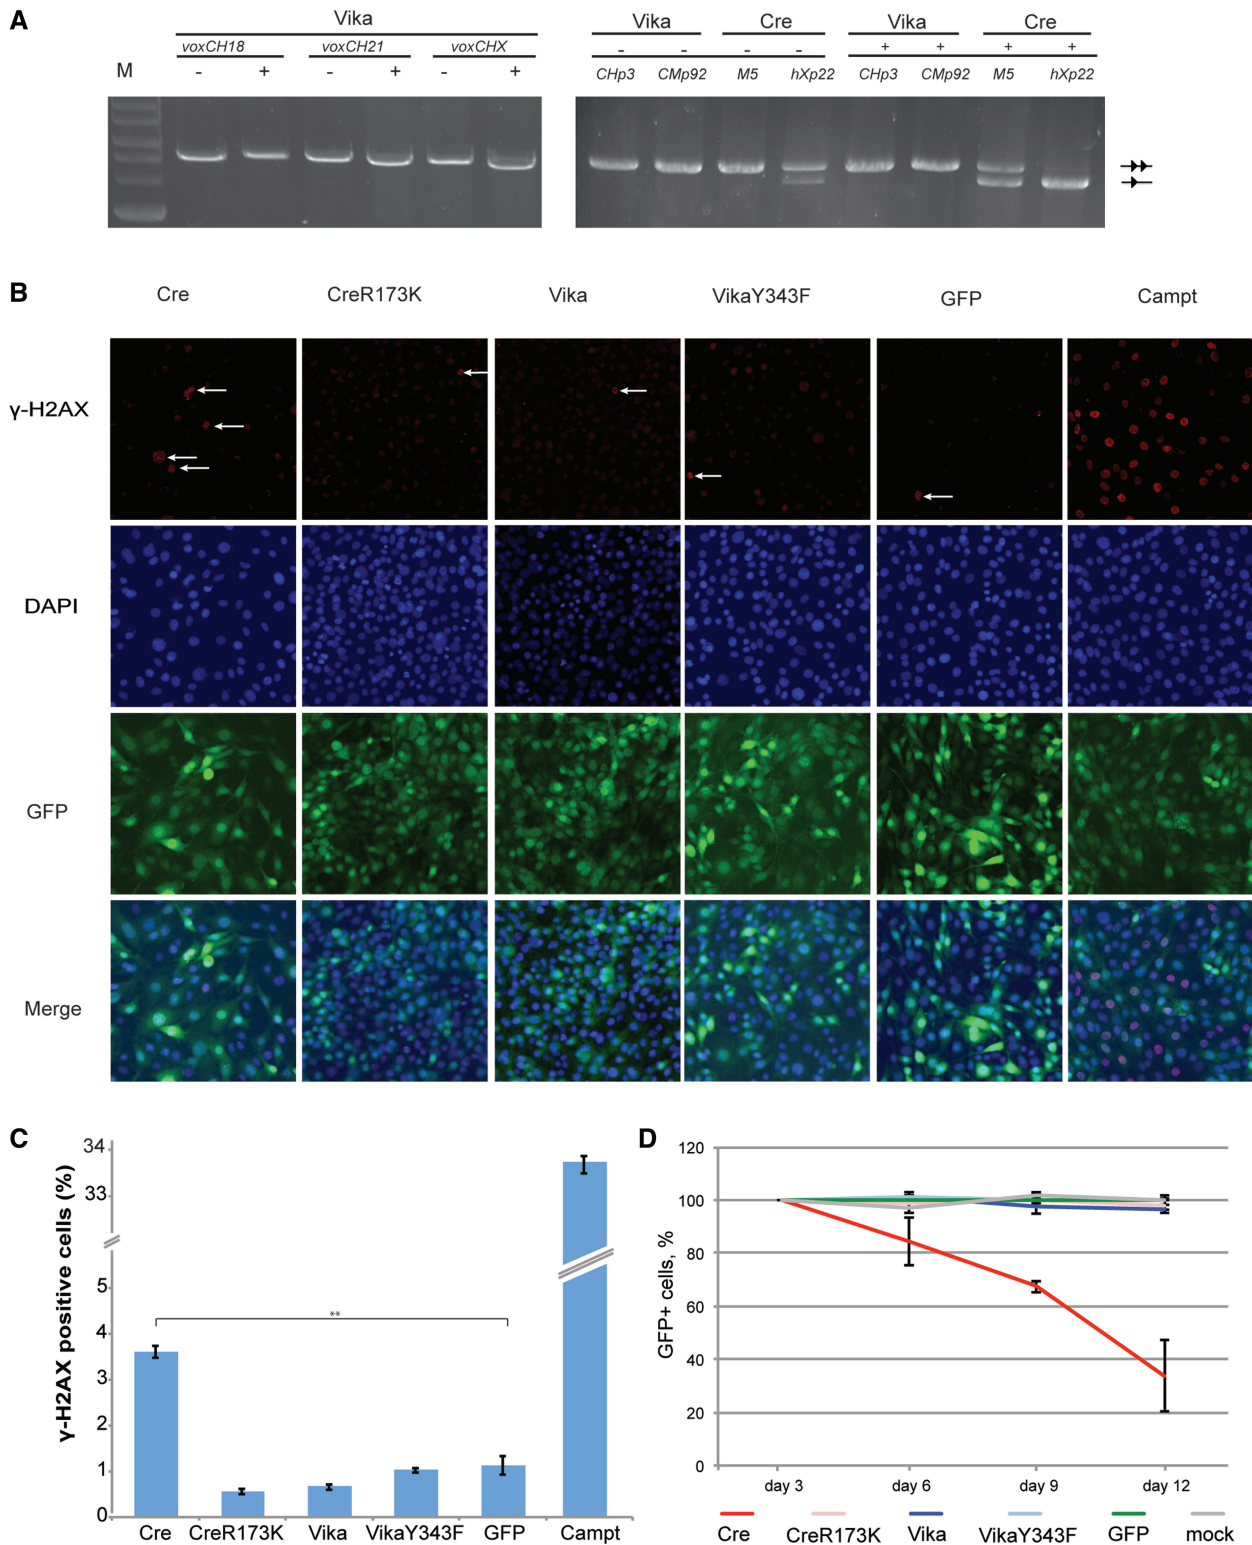 A
Vika
voxCH18 voxCH21 voxCHX
M - + - + - +
Vika Cre Vika Cre
- - - - + + + +
CHp3 CMp92 M5 hXp22 CHp3 CMp92 M5 hXp22
B
Cre CreR173K Vika VikaY343F GFP Campt
γ-H2AX
DAPI
GFP
Merge
C
γ-H2AX positive cells (%)
34
33
5
4
3
2
1
0
**
Cre CreR173K Vika VikaY343F GFP Campt
D
GFP+ cells, %
120
100
80
60
40
20
0
day 3 day 6 day 9 day 12
Cre CreR173K Vika VikaY343F GFP mock